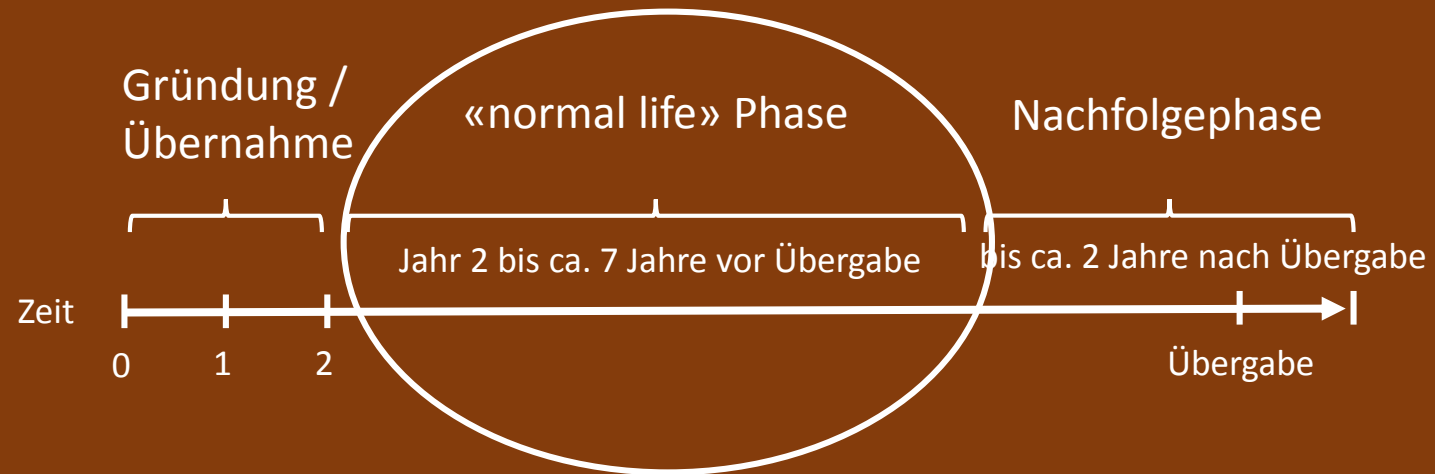 Gründung /
Übernahme
«normal life» Phase
Nachfolgephase
Jahr 2 bis ca. 7 Jahre vor Übergabe
bis ca. 2 Jahre nach Übergabe
Zeit
0
1
2
Übergabe